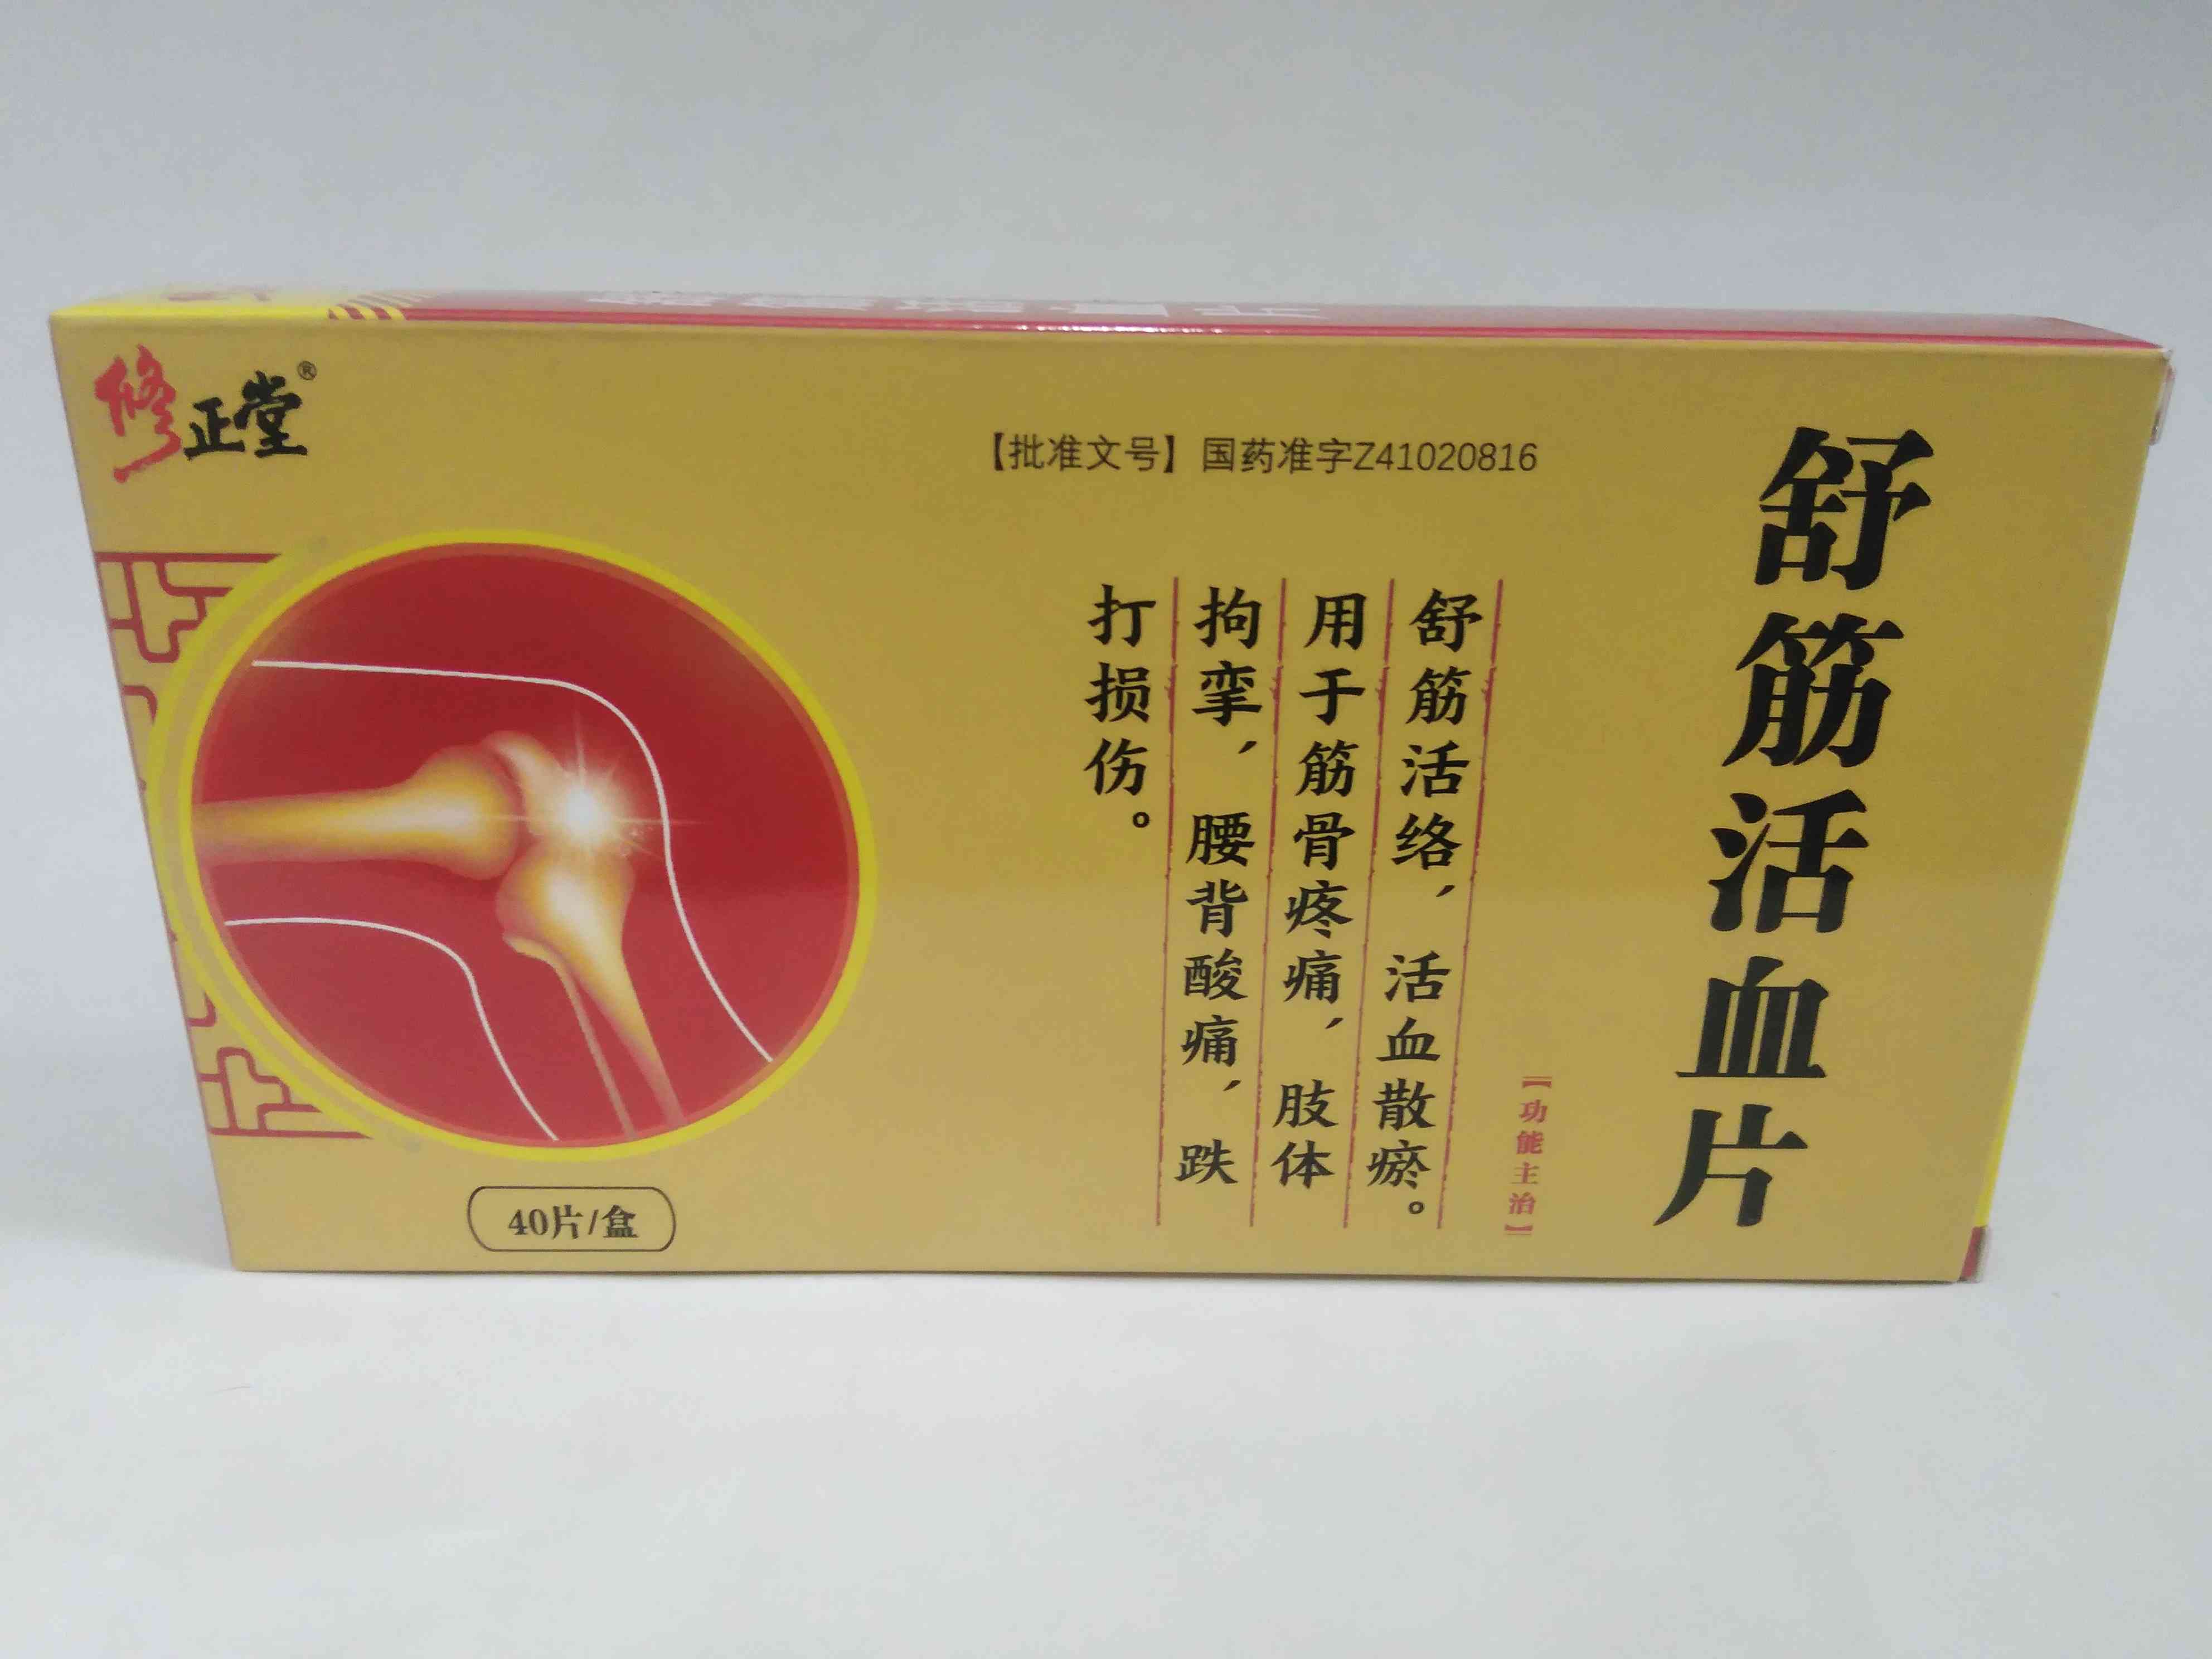 修正堂®
【批准文号】国药准字Z41020816
舒筋活血片
【功能主治】
舒筋活络，活血散瘀。
用于筋骨疼痛，肢体
拘挛，腰背酸痛，跌
打损伤。
40片/盒